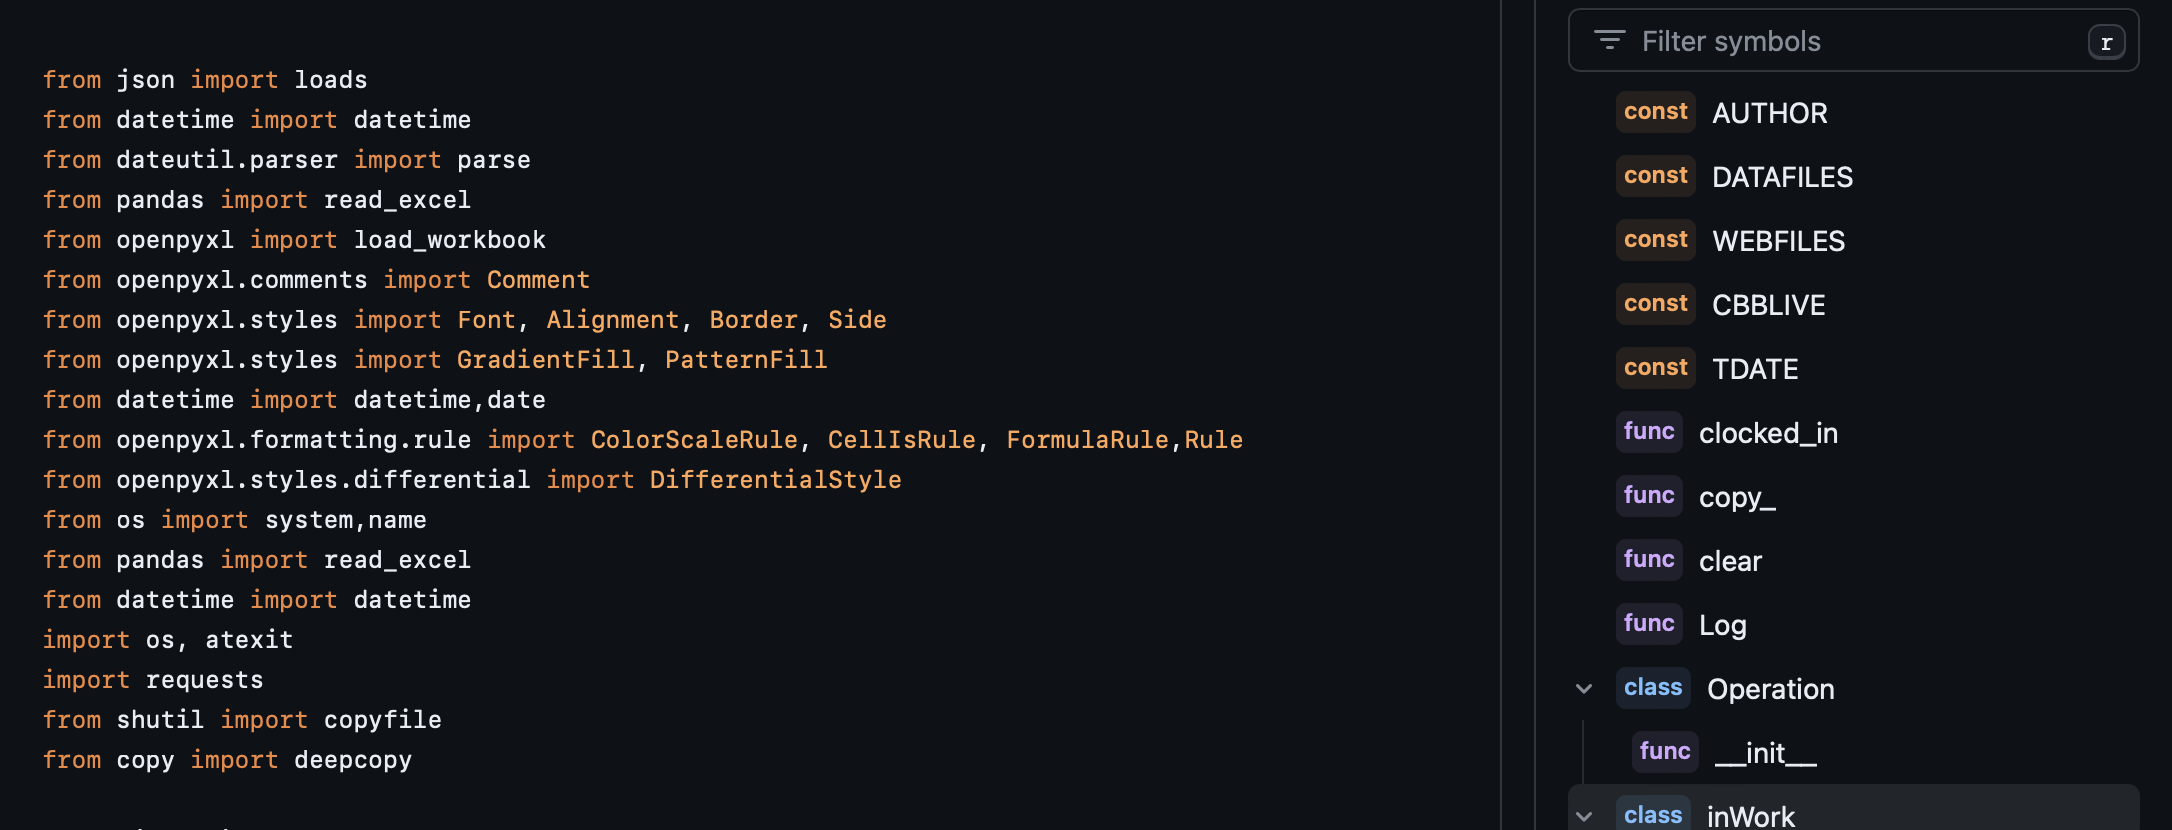 from json import loads
from datetime import datetime
from dateutil.parser import parse
from pandas import read_excel
from openpyxl import load_workbook
from openpyxl.comments import Comment
from openpyxl.styles import Font, Alignment, Border, Side
from openpyxl.styles import GradientFill, PatternFill
from datetime import datetime,date
from openpyxl.formatting.rule import ColorScaleRule, CellIsRule, FormulaRule,Rule
from openpyxl.styles.differential import DifferentialStyle
from os import system,name
from pandas import read_excel
from datetime import datetime
import os, atexit
import requests
from shutil import copyfile
from copy import deepcopy
Filter symbols r
const AUTHOR
const DATAFILES
const WEBFILES
const CBBLIVE
const TDATE
func clocked_in
func copy_
func clear
func Log
class Operation
func __init__
class inWork